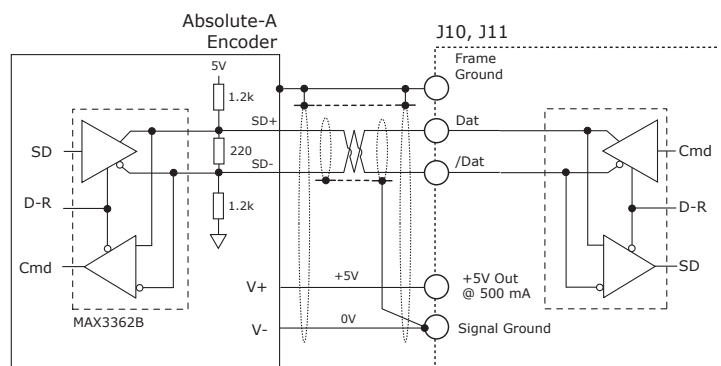 Absolute-A
Encoder
J10, J11
5V
1.2k
SD+
220
SD-
1.2k
SD
D-R
Cmd
MAX3362B
V+
V-
+5V
0V
Frame
Ground
Dat
/Dat
+5V Out
@ 500 mA
Signal Ground
Cmd
D-R
SD